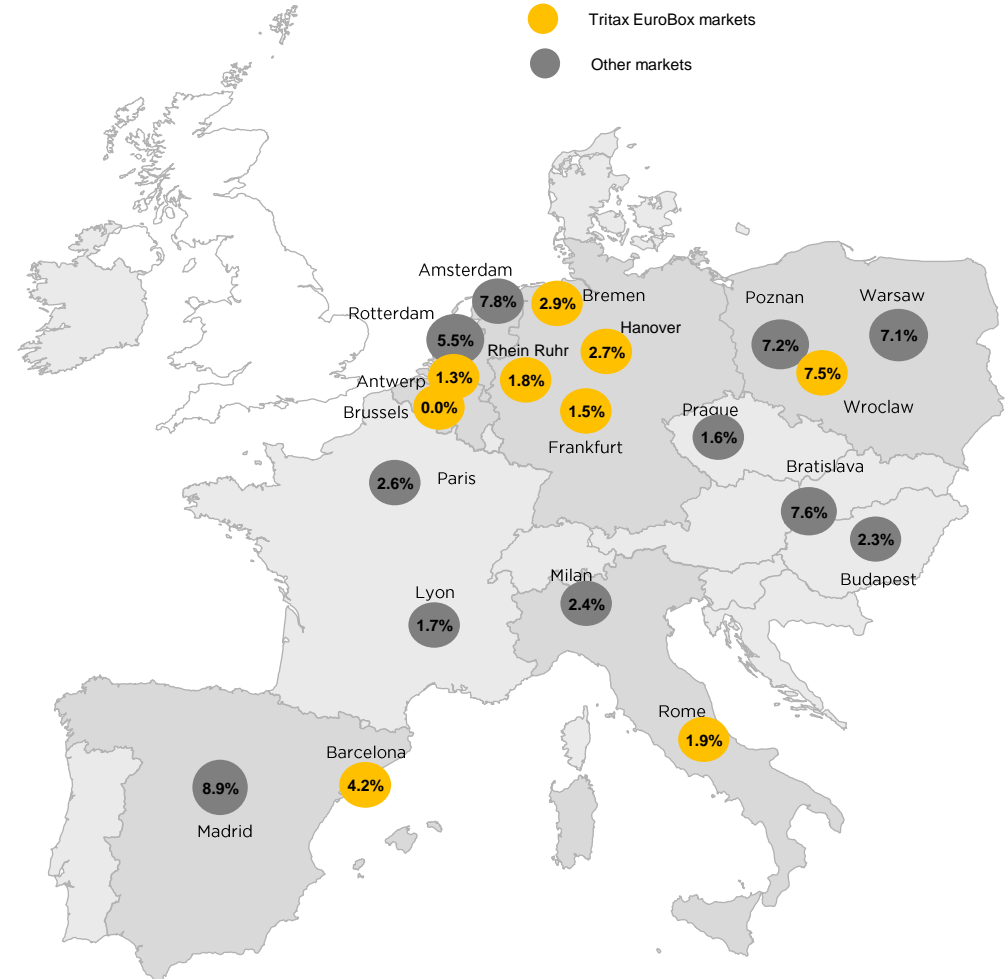 Tritax EuroBox markets
Other markets
Amsterdam
7.8%
2.9%
Bremen
Poznan
Warsaw
Rotterdam
5.5%
Hanover
2.7%
7.2%
7.1%
Rhein Ruhr
1.8%
7.5%
Wroclaw
Antwerp
1.3%
Brussels
0.0%
1.5%
Frankfurt
Prague
1.6%
2.6%
Paris
Bratislava
7.6%
2.3%
Budapest
Milan
2.4%
Lyon
1.7%
Rome
1.9%
Barcelona
4.2%
8.9%
Madrid